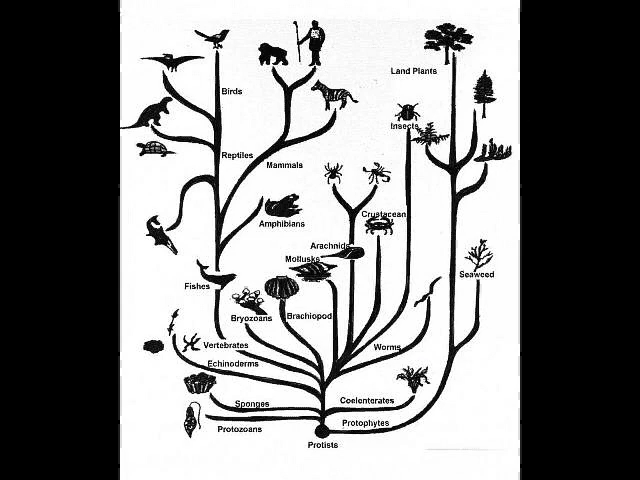 Land Plants
Birds
Insects
Reptiles
Mammals
Crustacean
Amphibians
Arachnids
Mollusks
Seaweed
Fishes
Bryozoans
Brachiopod
Vertebrates
Worms
Echinoderms
Coelenterates
Sponges
Protophytes
Protozoans
Protists